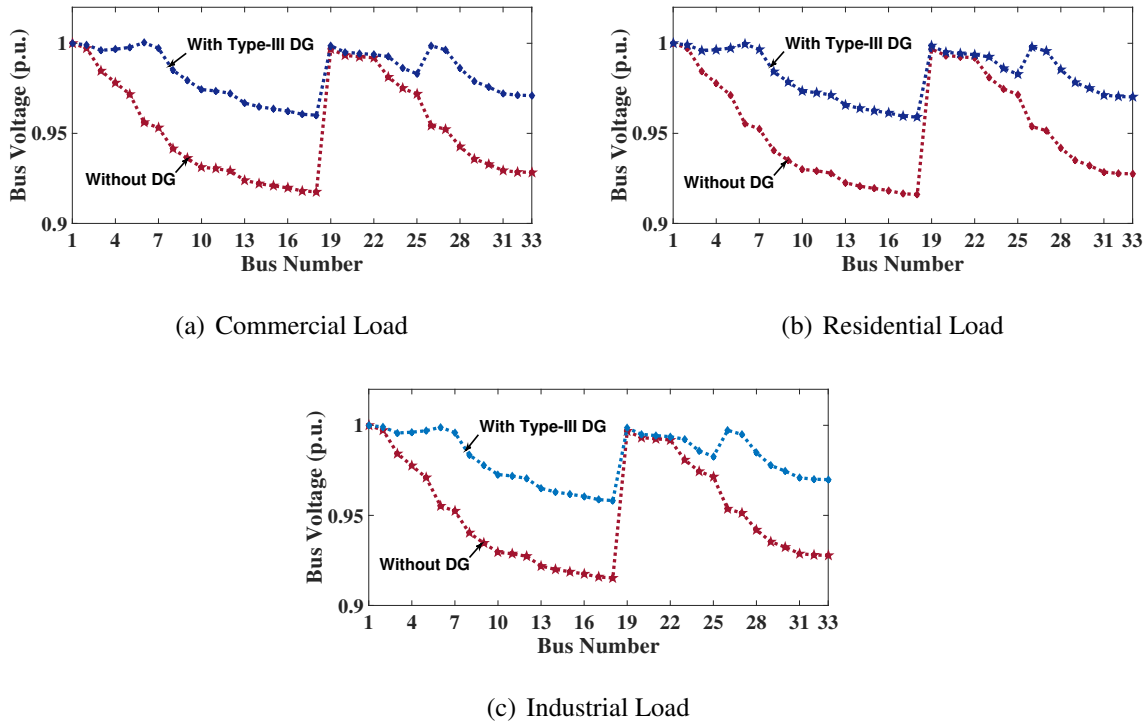 Bus Voltage (p.u.)
1
0.95
0.9
With Type-III DG
Without DG
1 4 7 10 13 16 19 22 25 28 31 33
Bus Number
(a) Commercial Load
Bus Voltage (p.u.)
1
0.95
0.9
With Type-III DG
Without DG
1 4 7 10 13 16 19 22 25 28 31 33
Bus Number
(b) Residential Load
Bus Voltage (p.u.)
1
0.95
0.9
With Type-III DG
Without DG
1 4 7 10 13 16 19 22 25 28 31 33
Bus Number
(c) Industrial Load